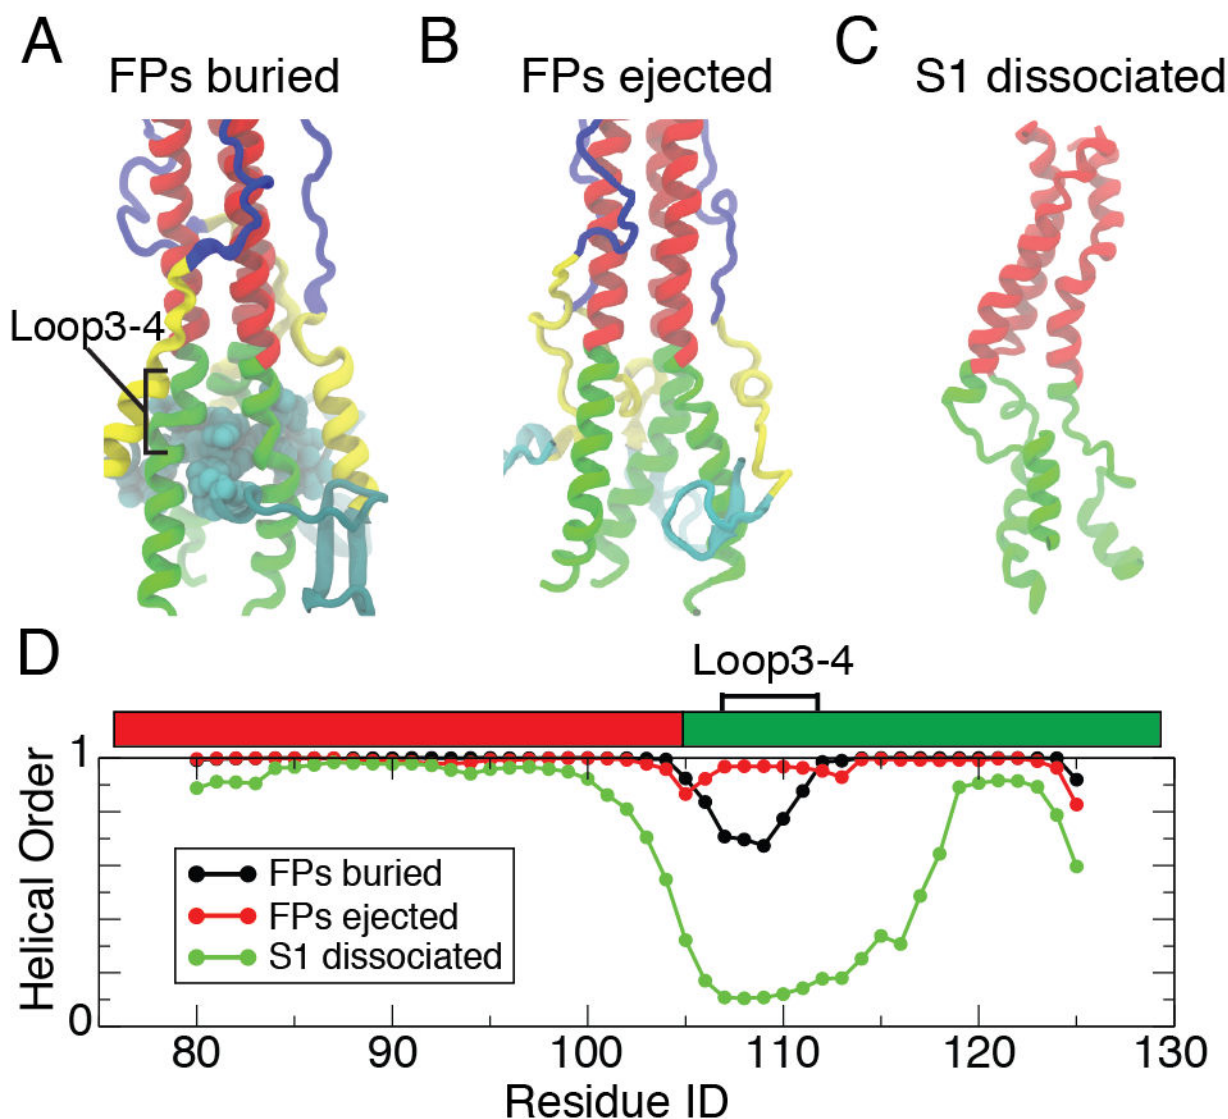 A
FPs buried
B
FPs ejected
C
S1 dissociated
Loop3-4
D
Loop3-4
Helical Order
1
0
FPs buried
FPs ejected
S1 dissociated
80
90
100
110
120
130
Residue ID